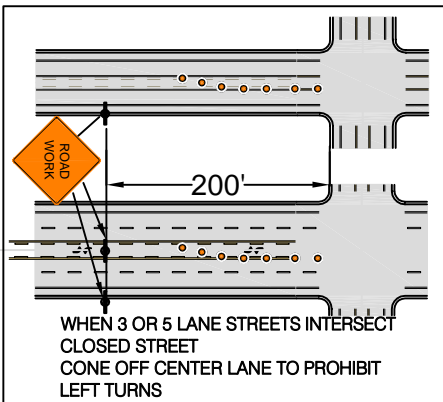 ROAD
WORK
200'
WHEN 3 OR 5 LANE STREETS INTERSECT
CLOSED STREET
CONE OFF CENTER LANE TO PROHIBIT
LEFT TURNS